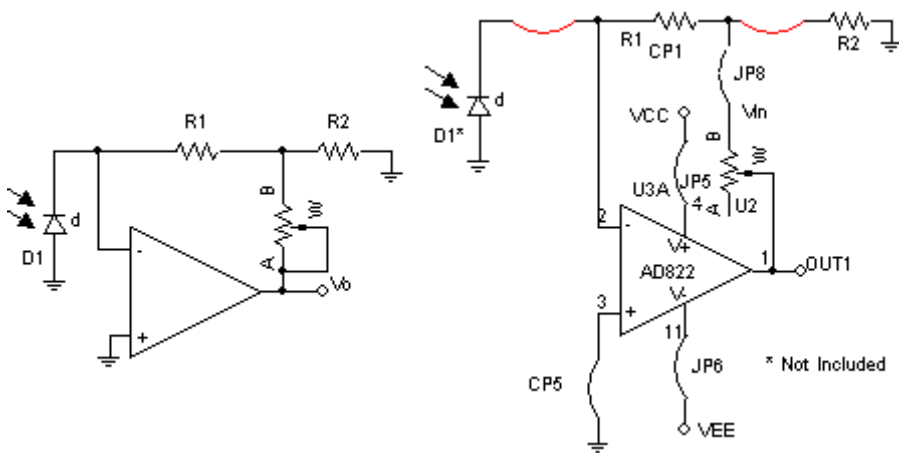 R1
R2
B
W
A
d
D1
-
+
Vo
R1
CP1
R2
JP8
Vin
d
D1*
VCC
B
W
A
U2
U3A
JP5
4
2
-
V+
AD822
1
OUT1
3
+
V-
11
CP5
JP6
VEE
* Not Included